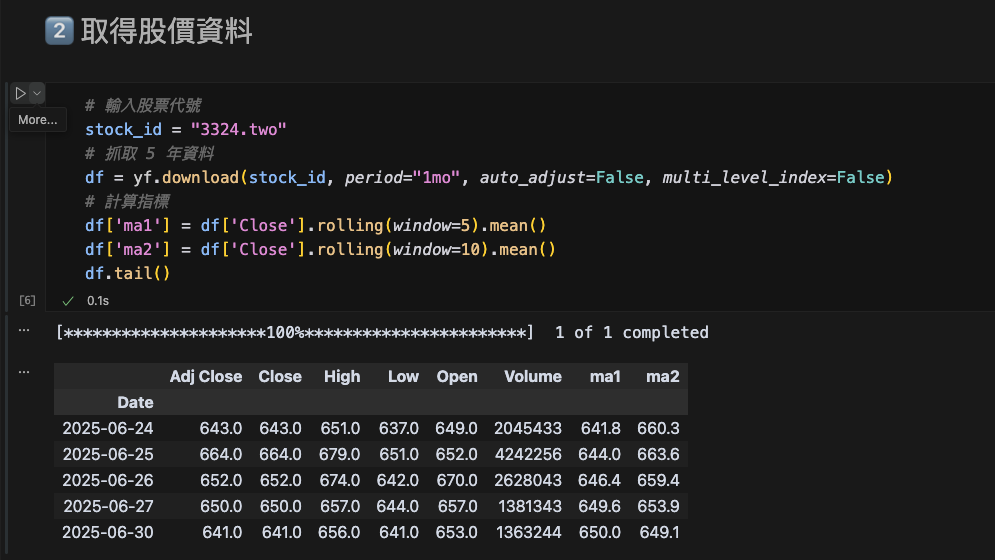 2 取得股價資料
More...
# 輸入股票代號
stock_id = "3324.two"
# 抓取 5 年資料
df = yf.download(stock_id, period="1mo", auto_adjust=False, multi_level_index=False)
# 計算指標
df['ma1'] = df['Close'].rolling(window=5).mean()
df['ma2'] = df['Close'].rolling(window=10).mean()
df.tail()
[6] ✓ 0.1s
[*********************100%***********************] 1 of 1 completed
Adj Close Close High Low Open Volume ma1 ma2
Date
2025-06-24 643.0 643.0 651.0 637.0 649.0 2045433 641.8 660.3
2025-06-25 664.0 664.0 679.0 651.0 652.0 4242256 644.0 663.6
2025-06-26 652.0 652.0 674.0 642.0 670.0 2628043 646.4 659.4
2025-06-27 650.0 650.0 657.0 644.0 657.0 1381343 649.6 653.9
2025-06-30 641.0 641.0 656.0 641.0 653.0 1363244 650.0 649.1